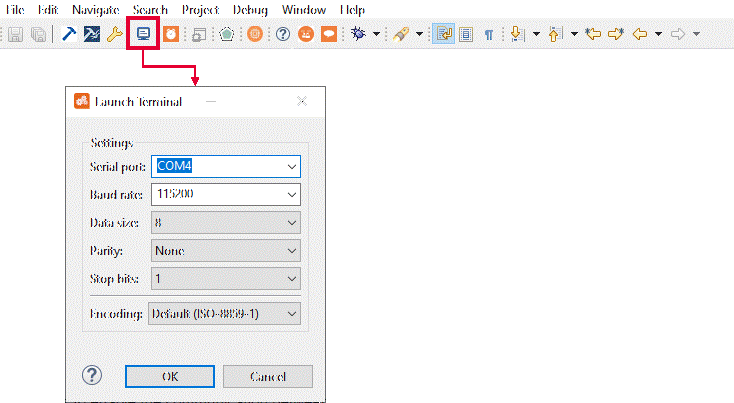 File Edit Navigate Search Project Debug Window Help
Launch Terminal
Settings
Serial port: COM4
Baud rate: 115200
Data size: 8
Parity: None
Stop bits: 1
Encoding: Default (ISO-8859-1)
OK Cancel